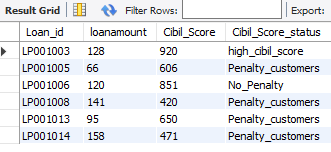 Result Grid Filter Rows: Export:
Loan_id loanamount Cibil_Score Cibil_Score_status
LP001003 128 920 high_cibil_score
LP001005 66 606 Penalty_customers
LP001006 120 851 No_Penalty
LP001008 141 420 Penalty_customers
LP001013 95 650 Penalty_customers
LP001014 158 471 Penalty_customers